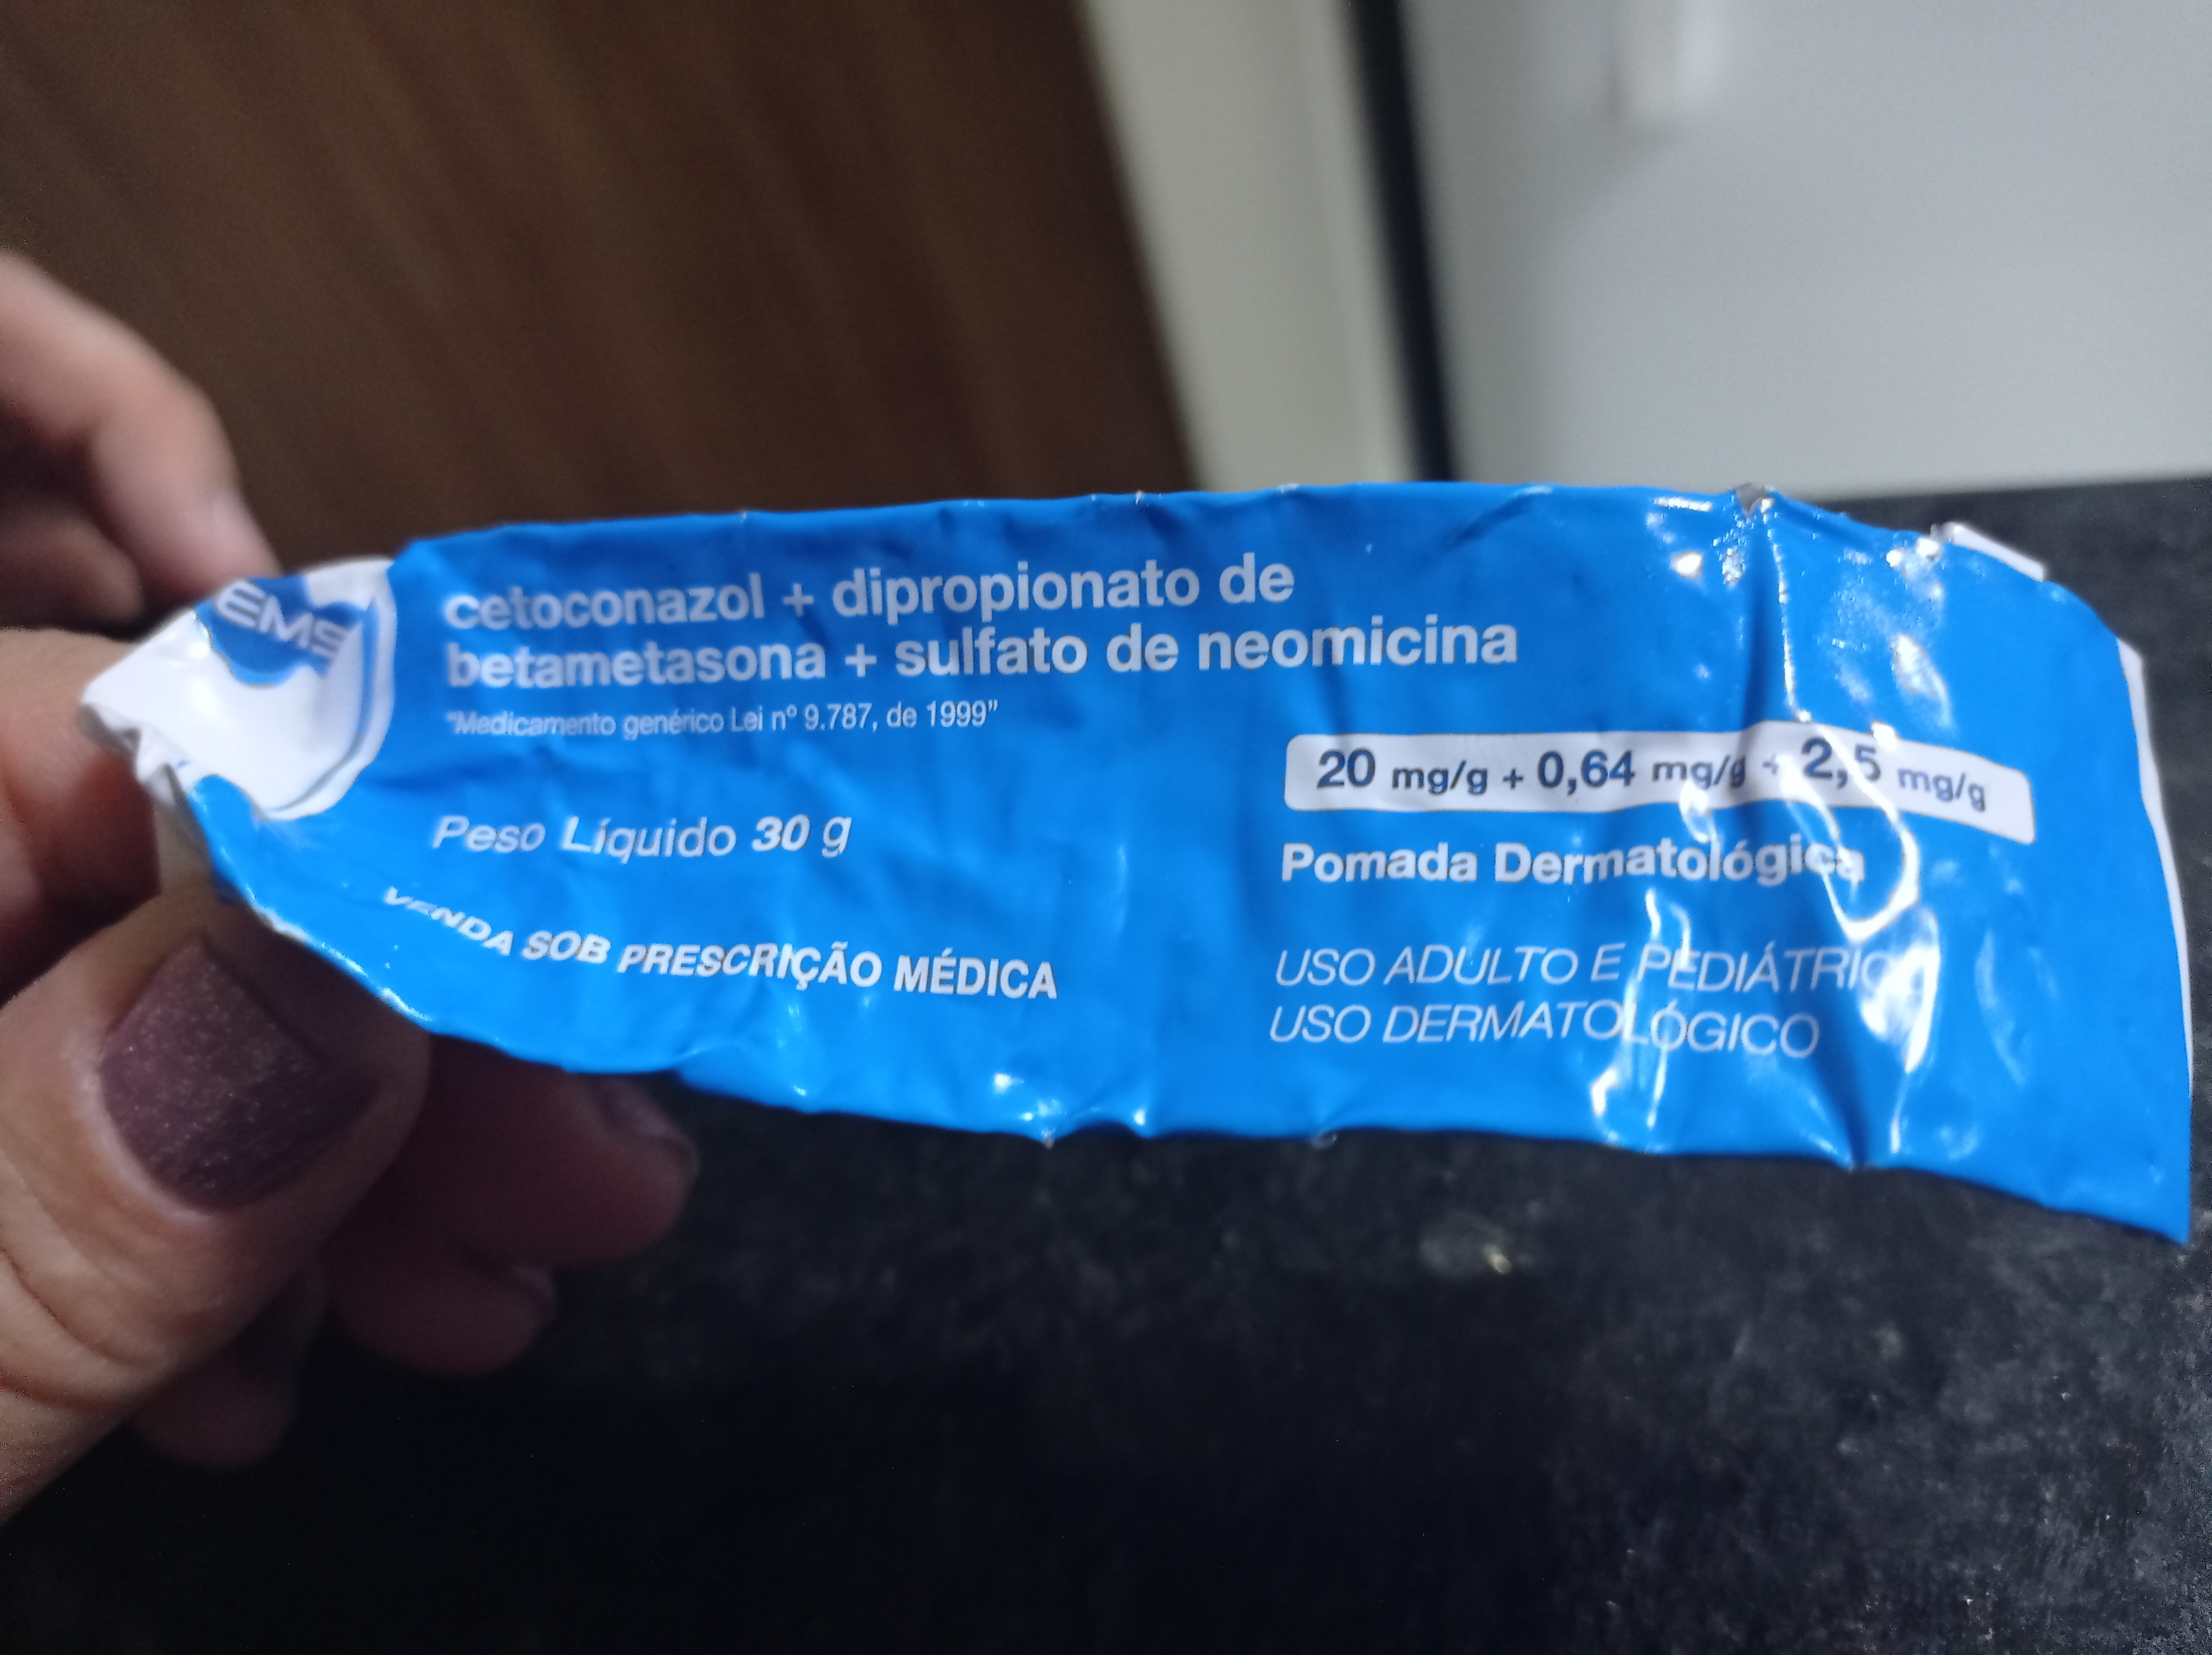 EMS
cetoconazol + dipropionato de
betametasona + sulfato de neomicina
"Medicamento genérico Lei nº 9.787, de 1999"
20 mg/g + 0,64 mg/g + 2,5 mg/g
Peso Líquido 30 g
Pomada Dermatológica
VENDA SOB PRESCRIÇÃO MÉDICA
USO ADULTO E PEDIÁTRICO
USO DERMATOLÓGICO